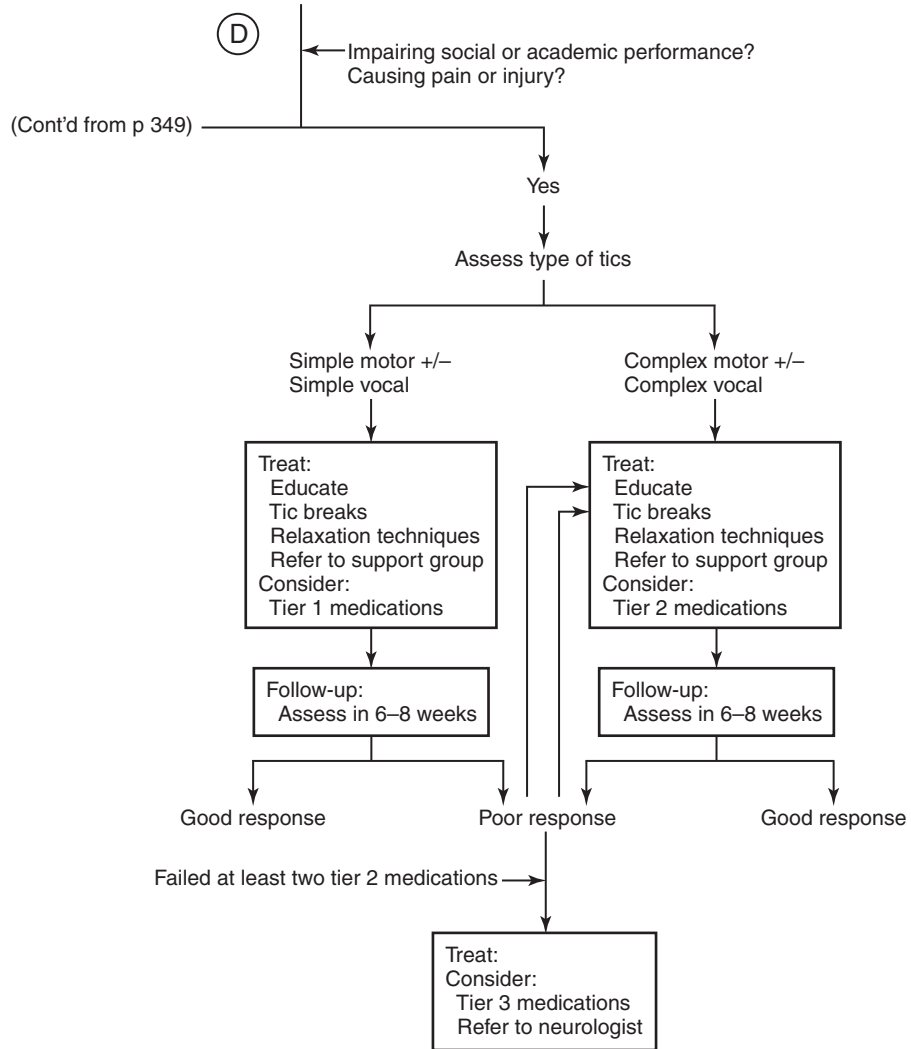 D
Impairing social or academic performance?
Causing pain or injury?
(Cont'd from p 349)
Yes
Assess type of tics
Simple motor +/–
Simple vocal
Complex motor +/–
Complex vocal
Treat:
Educate
Tic breaks
Relaxation techniques
Refer to support group
Consider:
Tier 1 medications
Treat:
Educate
Tic breaks
Relaxation techniques
Refer to support group
Consider:
Tier 2 medications
Follow-up:
Assess in 6–8 weeks
Follow-up:
Assess in 6–8 weeks
Good response
Poor response
Good response
Failed at least two tier 2 medications
Treat:
Consider:
Tier 3 medications
Refer to neurologist